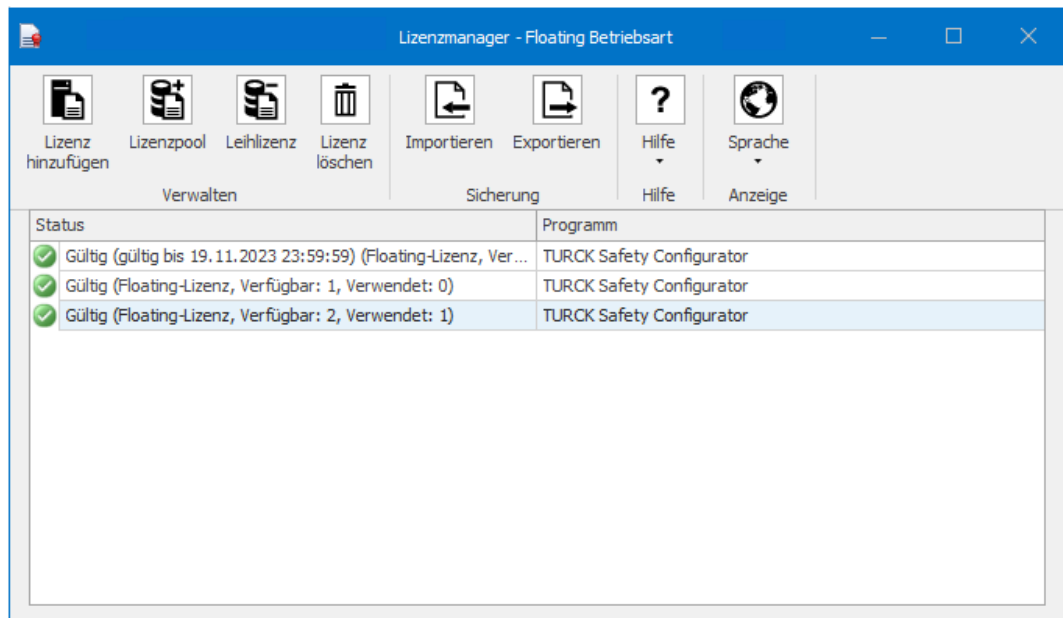 Lizenzmanager - Floating Betriebsart
Lizenz hinzufügen
Lizenzpool
Leihlizenz
Lizenz löschen
Importieren
Exportieren
?
Hilfe
Sprache
Verwalten
Sicherung
Hilfe
Anzeige
Status Programm
Gültig (gültig bis 19.11.2023 23:59:59) (Floating-Lizenz, Ver... TURCK Safety Configurator
Gültig (Floating-Lizenz, Verfügbar: 1, Verwendet: 0) TURCK Safety Configurator
Gültig (Floating-Lizenz, Verfügbar: 2, Verwendet: 1) TURCK Safety Configurator